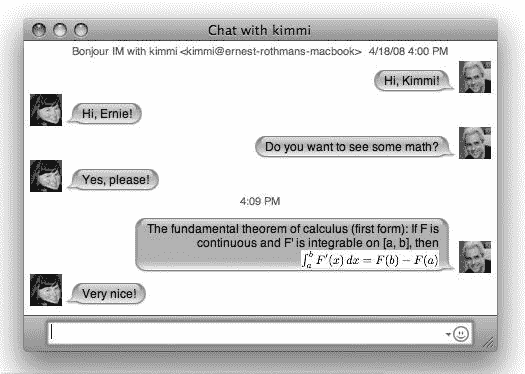 Chat with kimmi
Bonjour IM with kimmi <kimmi@ernest-rothmans-macbook> 4/18/08 4:00 PM
Hi, Kimmi!
Hi, Ernie!
Do you want to see some math?
Yes, please!
4:09 PM
The fundamental theorem of calculus (first form): If F is
continuous and F' is integrable on [a, b], then
∫ₐᵇ F′(x) dx = F(b) − F(a)
Very nice!